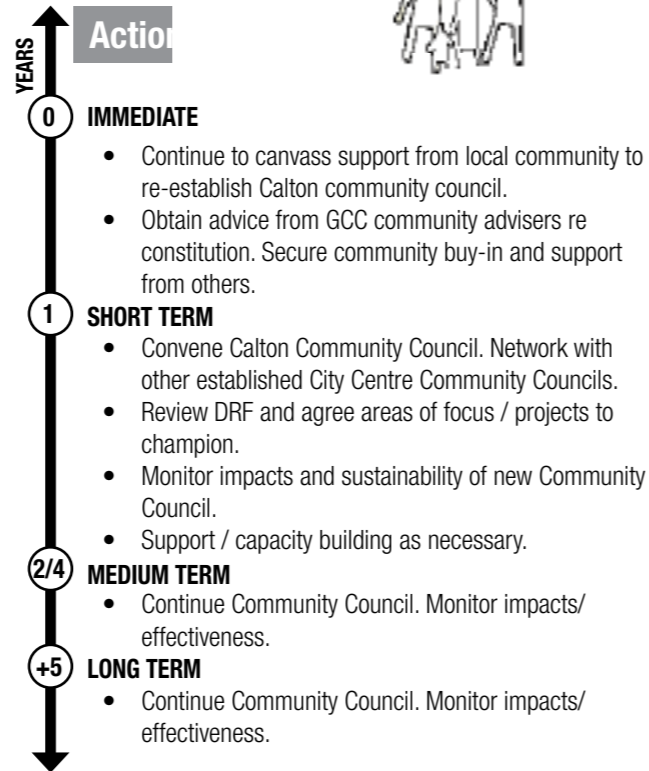 YEARS
Action
0 IMMEDIATE
• Continue to canvass support from local community to
re-establish Calton community council.
• Obtain advice from GCC community advisers re
constitution. Secure community buy-in and support
from others.
1 SHORT TERM
• Convene Calton Community Council. Network with
other established City Centre Community Councils.
• Review DRF and agree areas of focus / projects to
champion.
• Monitor impacts and sustainability of new Community
Council.
• Support / capacity building as necessary.
2/4 MEDIUM TERM
• Continue Community Council. Monitor impacts/
effectiveness.
+5 LONG TERM
• Continue Community Council. Monitor impacts/
effectiveness.